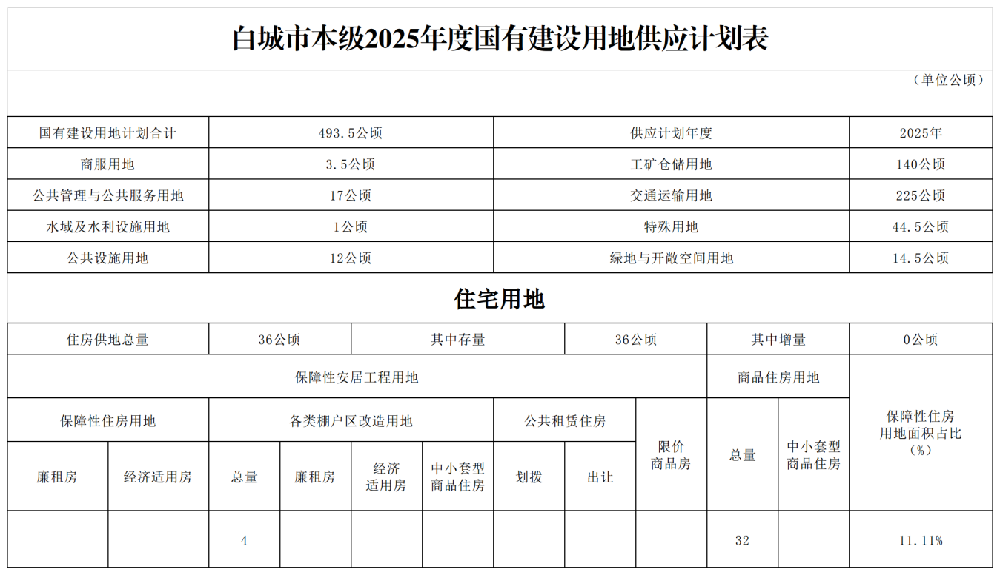 白城市本级2025年度国有建设用地供应计划表
（单位公顷）
国有建设用地计划合计 493.5公顷 供应计划年度 2025年
商服用地 3.5公顷 工矿仓储用地 140公顷
公共管理与公共服务用地 17公顷 交通运输用地 225公顷
水域及水利设施用地 1公顷 特殊用地 44.5公顷
公共设施用地 12公顷 绿地与开敞空间用地 14.5公顷
住宅用地
住房供地总量 36公顷 其中存量 36公顷 其中增量 0公顷
保障性安居工程用地 商品住房用地
保障性住房
用地面积占比
（%）
保障性住房用地 各类棚户区改造用地 公共租赁住房
限价
商品房
总量
中小套型
商品住房
廉租房 经济适用房 总量 廉租房
经济
适用房
中小套型
商品住房
划拨 出让
4 32 11.11%